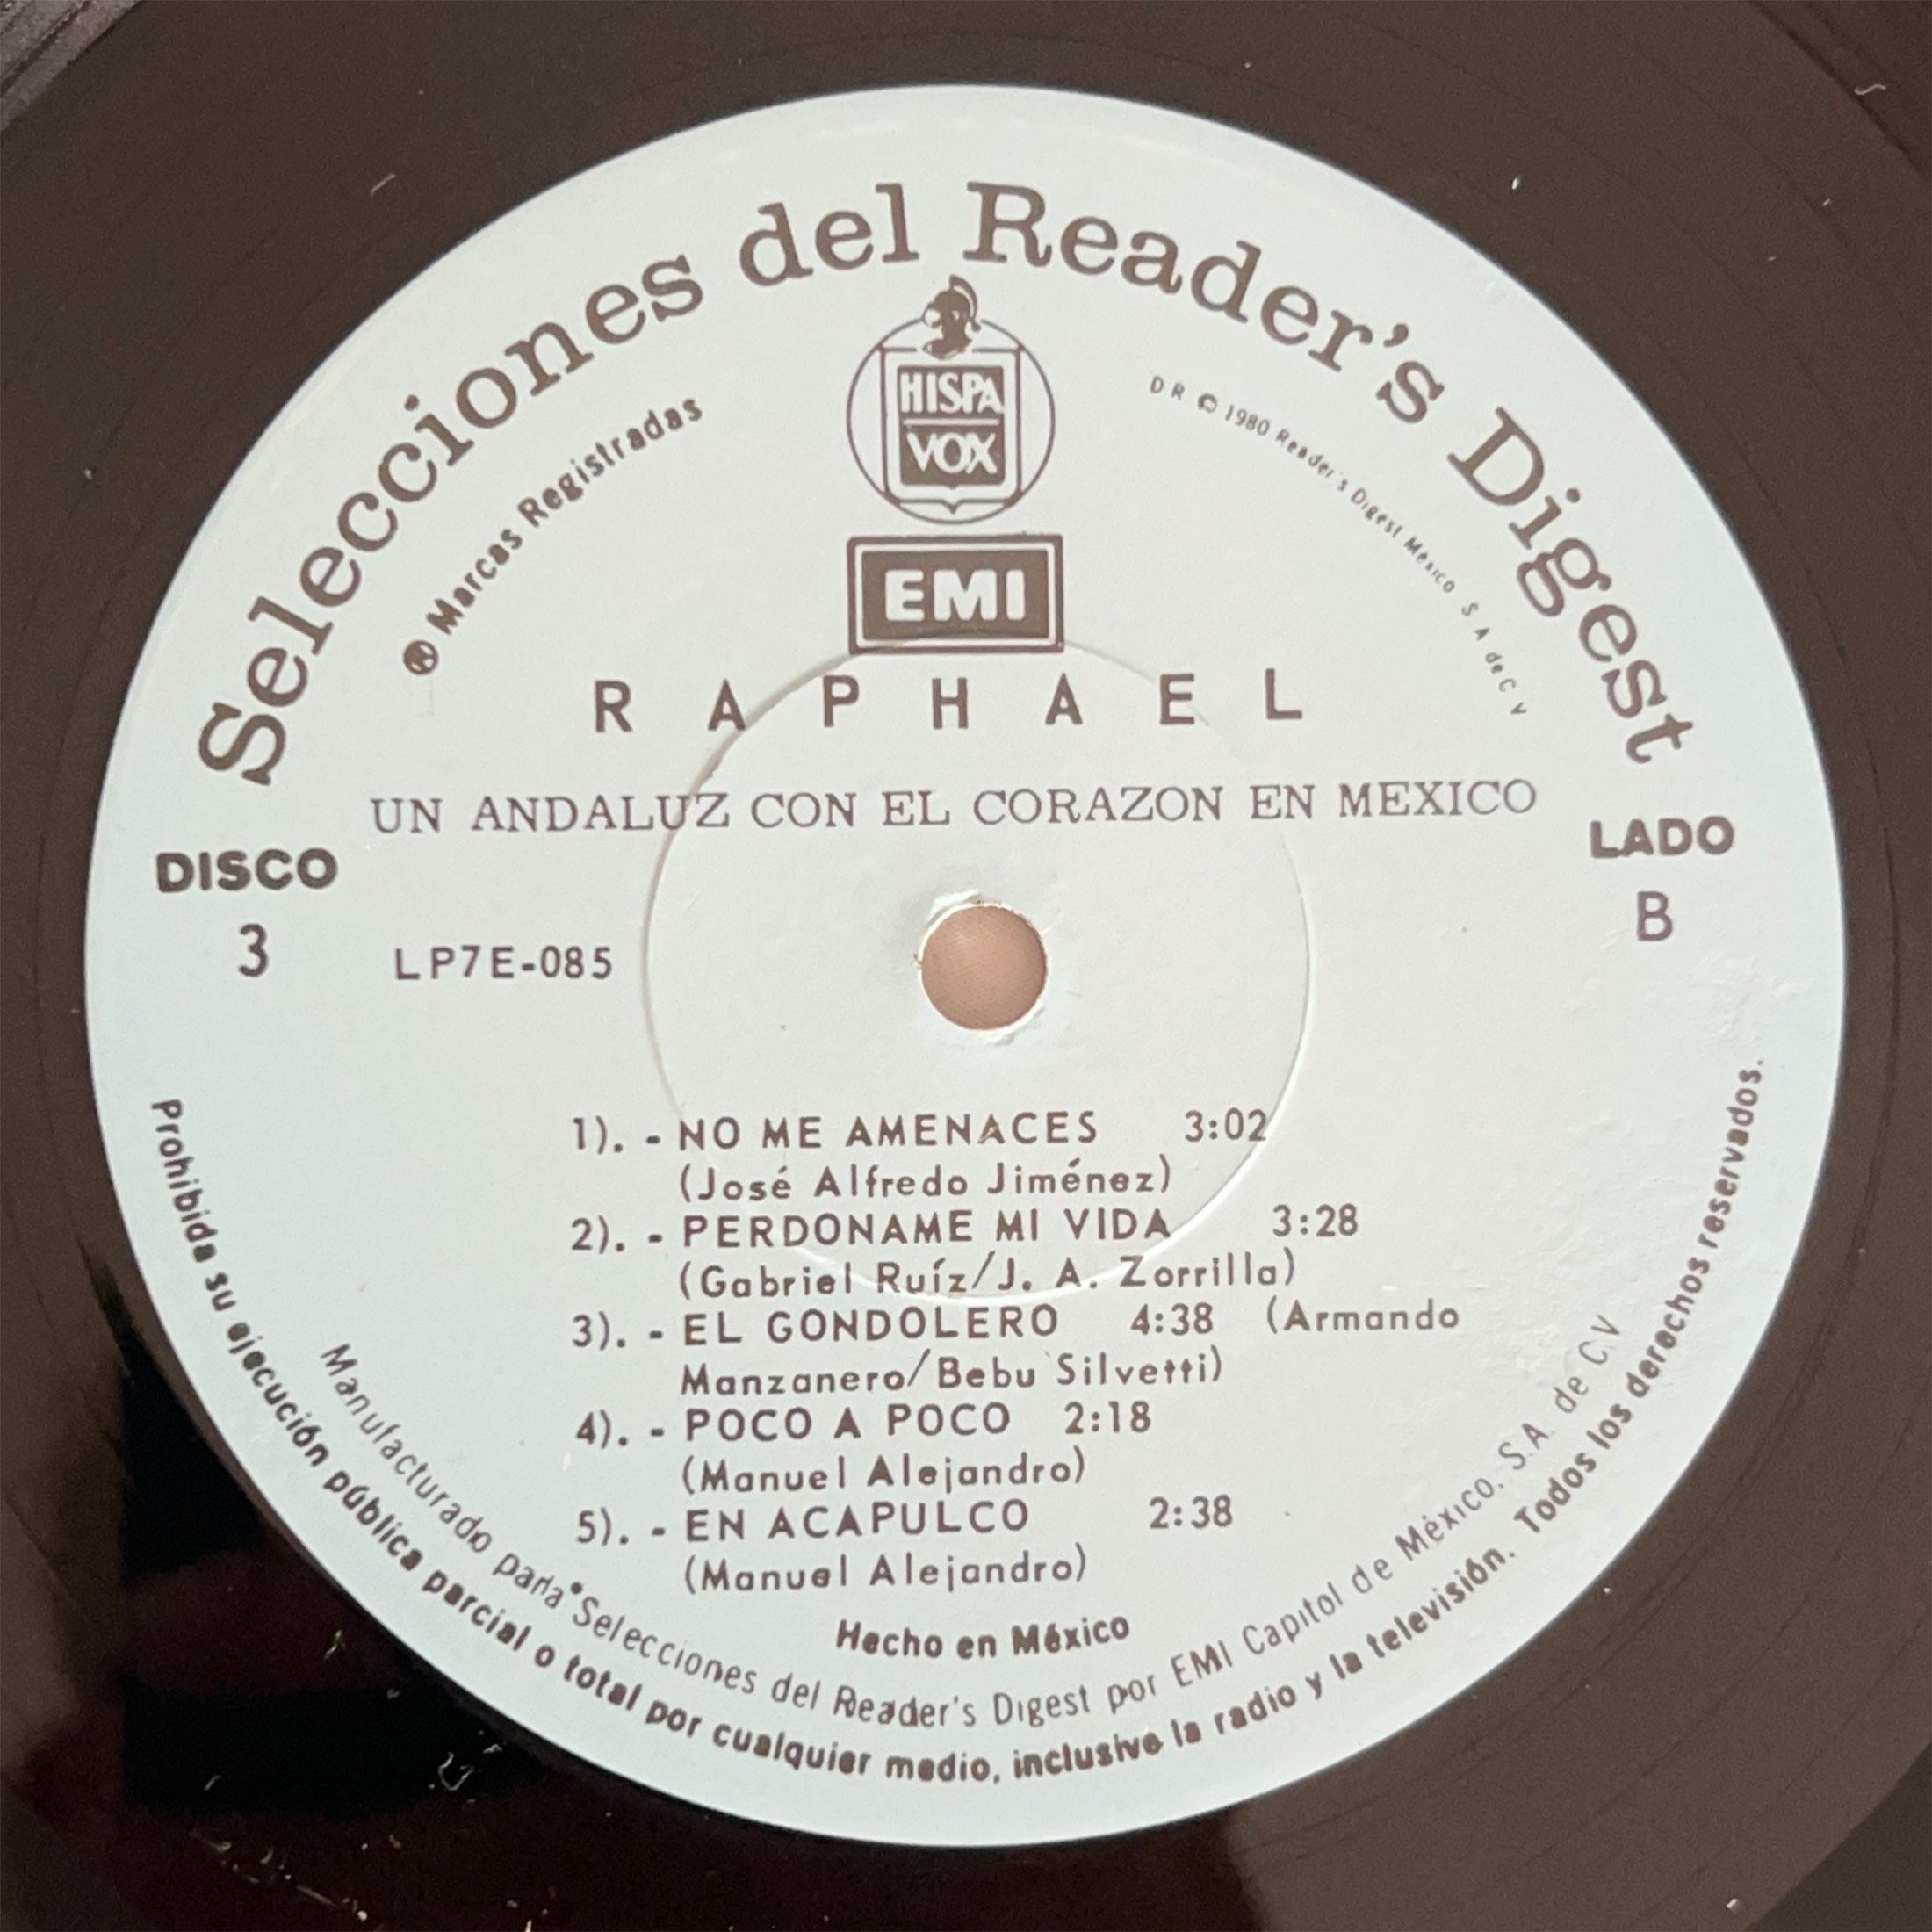 Selecciones del Reader's Digest
Ⓡ Marcas Registradas
D R © 1980 Reader's Digest México S A de C V
HISPA
VOX
EMI
RAPHAEL
UN ANDALUZ CON EL CORAZON EN MEXICO
DISCO
3
LADO
B
LP7E-085
1). - NO ME AMENACES 3:02
(José Alfredo Jiménez)
2). - PERDONAME MI VIDA 3:28
(Gabriel Ruíz/J. A. Zorrilla)
3). - EL GONDOLERO 4:38 (Armando
Manzanero/Bebu Silvetti)
4). - POCO A POCO 2:18
(Manuel Alejandro)
5). - EN ACAPULCO 2:38
(Manuel Alejandro)
Hecho en México
Manufacturado para Selecciones del Reader's Digest por EMI Capitol de México, S.A. de C.V
Prohibida su ejecución pública parcial o total por cualquier medio, inclusive la radio y la televisión. Todos los derechos reservados.